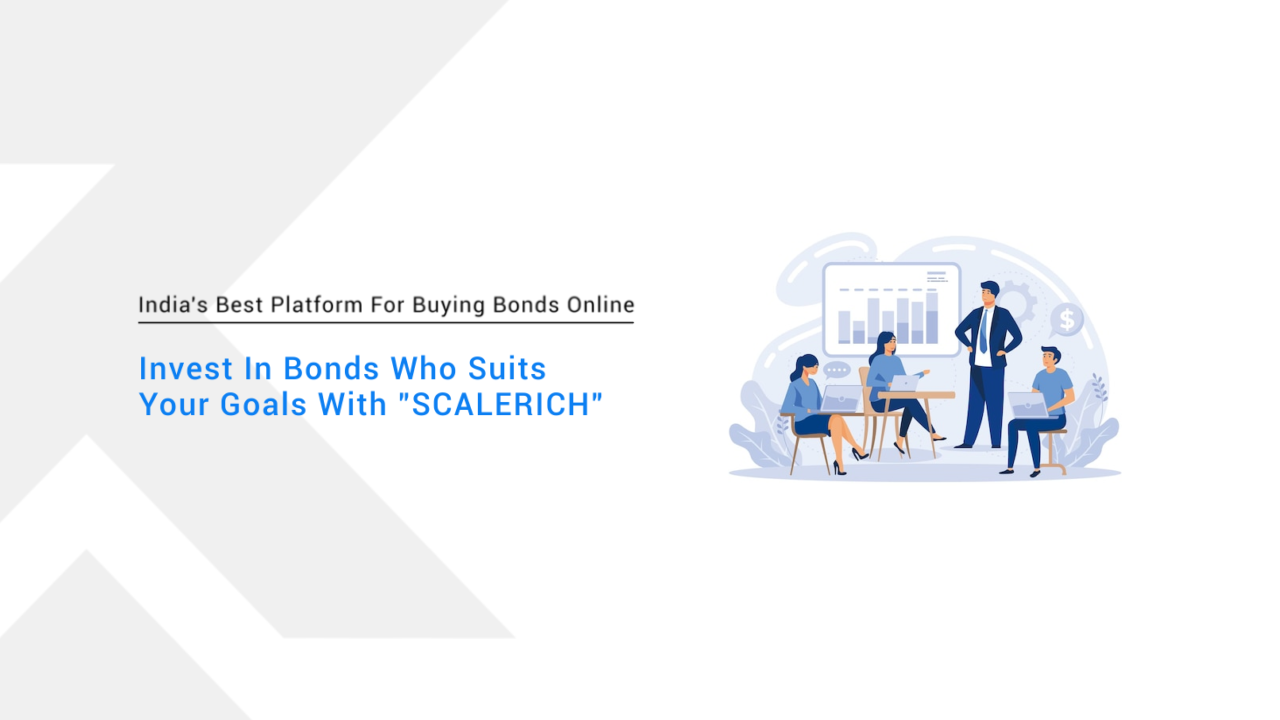 India's Best Platform For Buying Bonds Online
Invest In Bonds Who Suits
Your Goals With "SCALERICH"
$